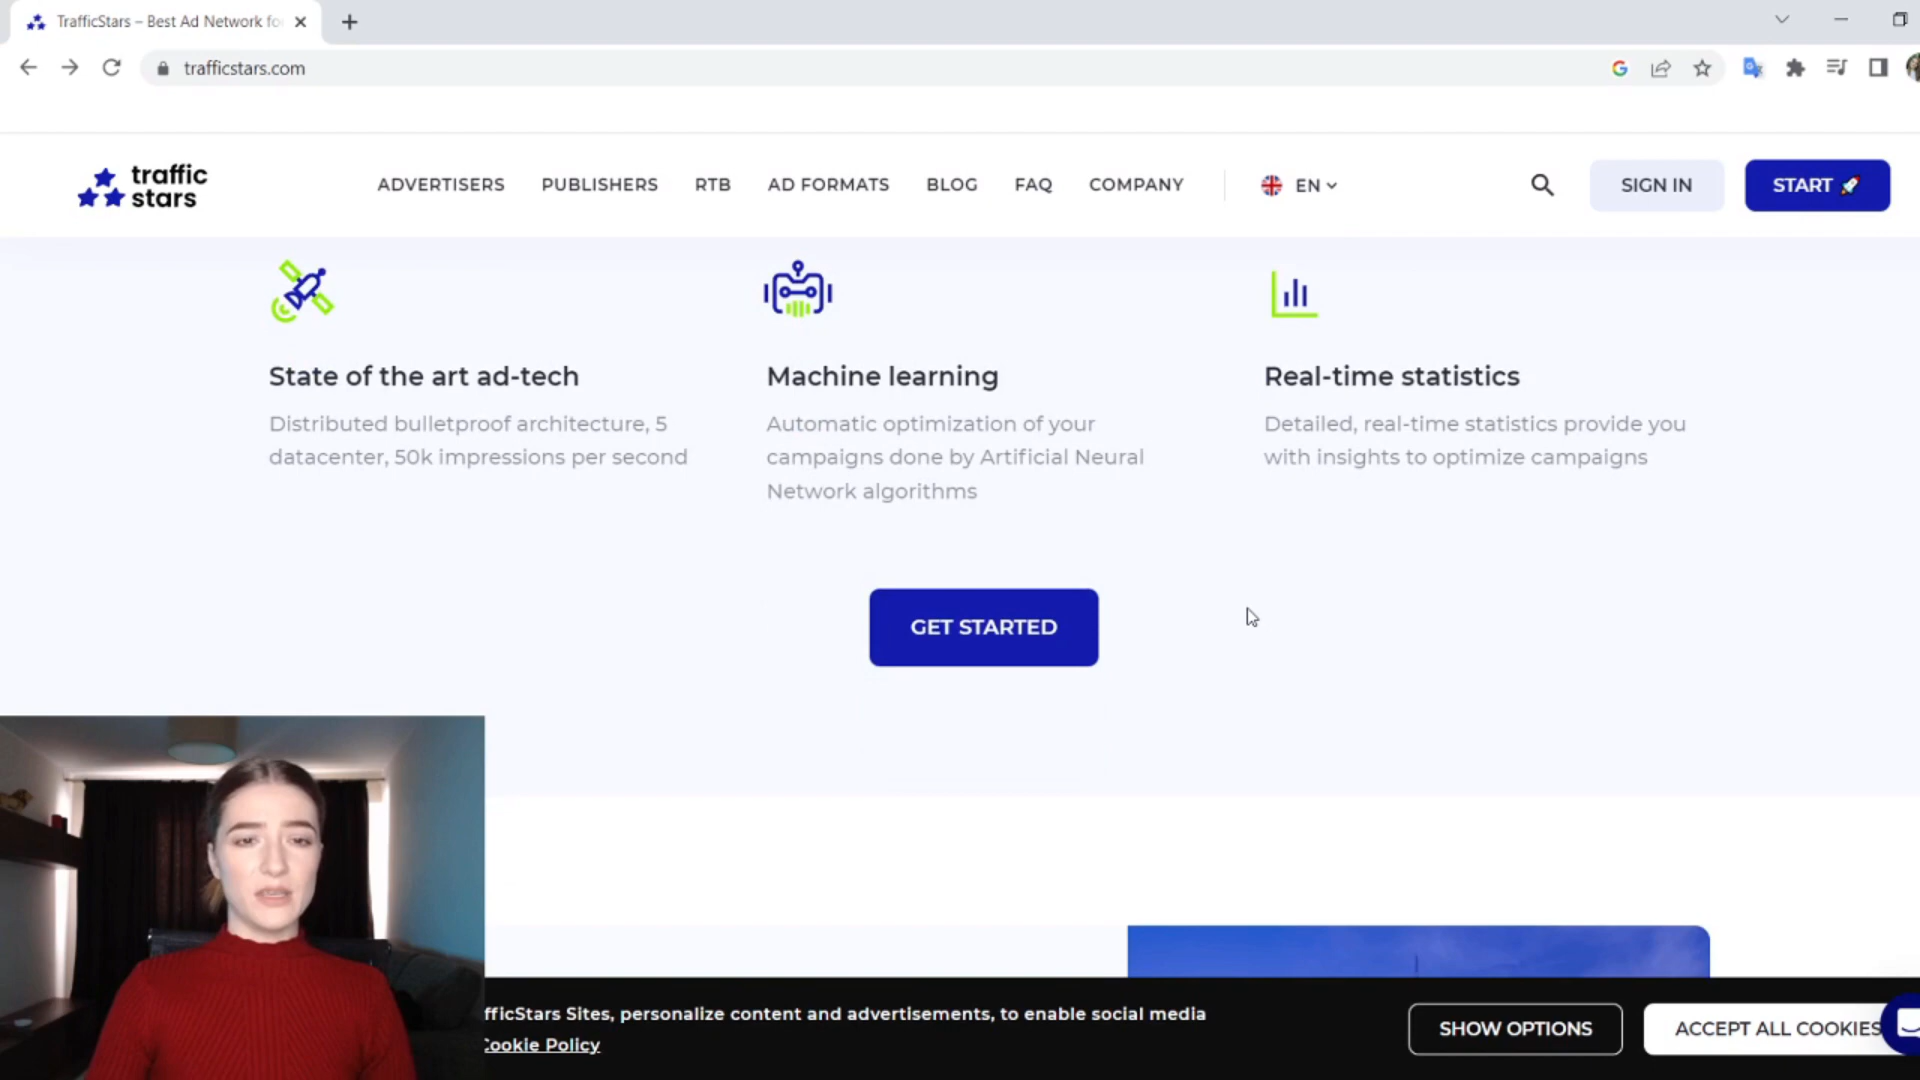 TrafficStars – Best Ad Network fo
trafficstars.com
traffic
stars
ADVERTISERS PUBLISHERS RTB AD FORMATS BLOG FAQ COMPANY EN SIGN IN START
State of the art ad-tech
Distributed bulletproof architecture, 5
datacenter, 50k impressions per second
Machine learning
Automatic optimization of your
campaigns done by Artificial Neural
Network algorithms
Real-time statistics
Detailed, real-time statistics provide you
with insights to optimize campaigns
GET STARTED
fficStars Sites, personalize content and advertisements, to enable social media
Cookie Policy
SHOW OPTIONS
ACCEPT ALL COOKIES